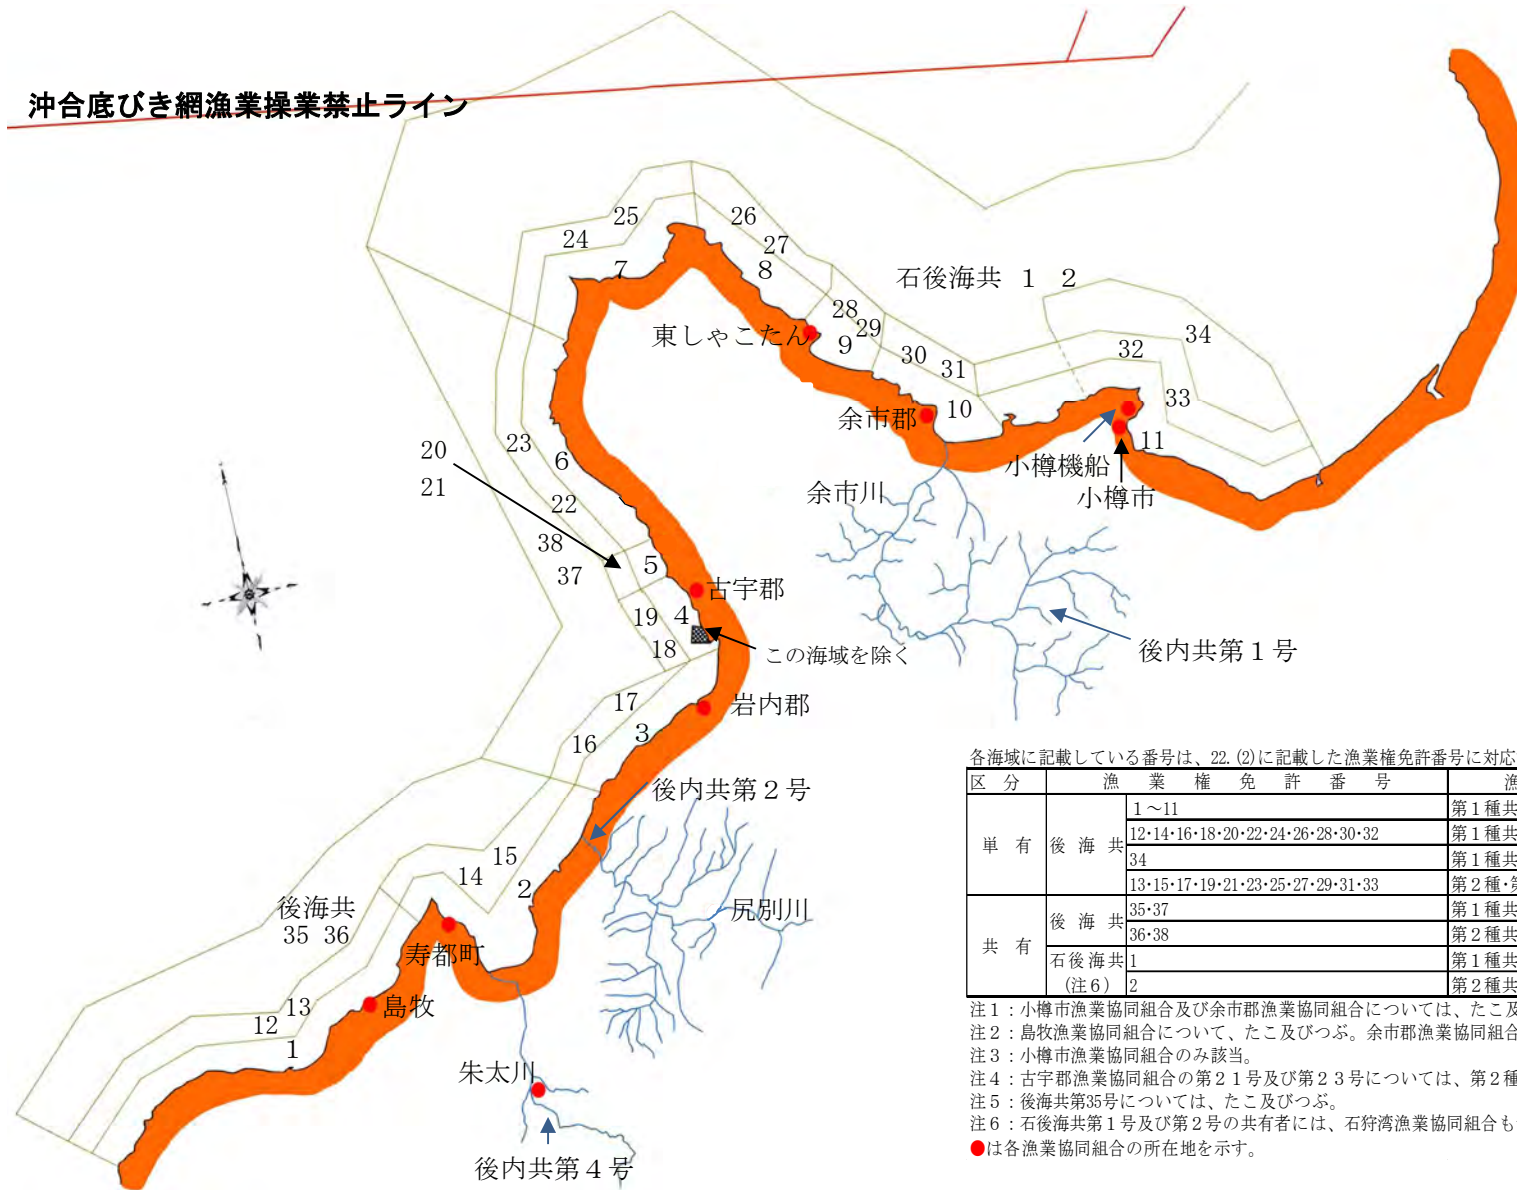 沖合底びき網漁業操業禁止ライン
25
24
7
26
27
8
石後海共 1 2
28
29
9
東しゃこたん
30
31
34
32
33
10
余市郡
11
小樽機船
小樽市
余市川
20
21
23
6
22
38
37
5
古宇郡
19
4
18
この海域を除く
後内共第1号
17
岩内郡
3
16
後内共第2号
15
14
2
尻別川
後海共
35 36
寿都町
13
12
島牧
1
朱太川
後内共第4号
各海域に記載している番号は、22.(2)に記載した漁業権免許番号に対応
区 分 漁 業 権 免 許 番 号 漁
単 有 後 海 共 1~11 第1種共
12・14・16・18・20・22・24・26・28・30・32 第1種共
34 第1種共
13・15・17・19・21・23・25・27・29・31・33 第2種・第
共 有 後 海 共 35・37 第1種共
36・38 第2種共
石後海共 1 第1種共
(注6) 2 第2種共
注1:小樽市漁業協同組合及び余市郡漁業協同組合については、たこ及
注2:島牧漁業協同組合について、たこ及びつぶ。余市郡漁業協同組合
注3:小樽市漁業協同組合のみ該当。
注4:古宇郡漁業協同組合の第21号及び第23号については、第2種
注5:後海共第35号については、たこ及びつぶ。
注6:石後海共第1号及び第2号の共有者には、石狩湾漁業協同組合も
●は各漁業協同組合の所在地を示す。